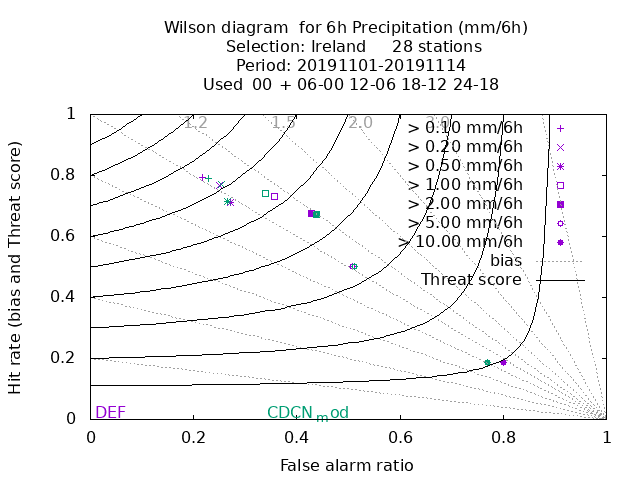 Wilson diagram  for 6h Precipitation (mm/6h)
Selection: Ireland     28 stations
Period: 20191101-20191114
Used  00  + 06-00 12-06 18-12 24-18
1.2 1.5 2.0 3.0
> 0.10 mm/6h
> 0.20 mm/6h
> 0.50 mm/6h
> 1.00 mm/6h
> 2.00 mm/6h
> 5.00 mm/6h
> 10.00 mm/6h
bias
Threat score
Hit rate (bias and Threat score)
1
0.8
0.6
0.4
0.2
0
DEF CDCN_mod
0 0.2 0.4 0.6 0.8 1
False alarm ratio